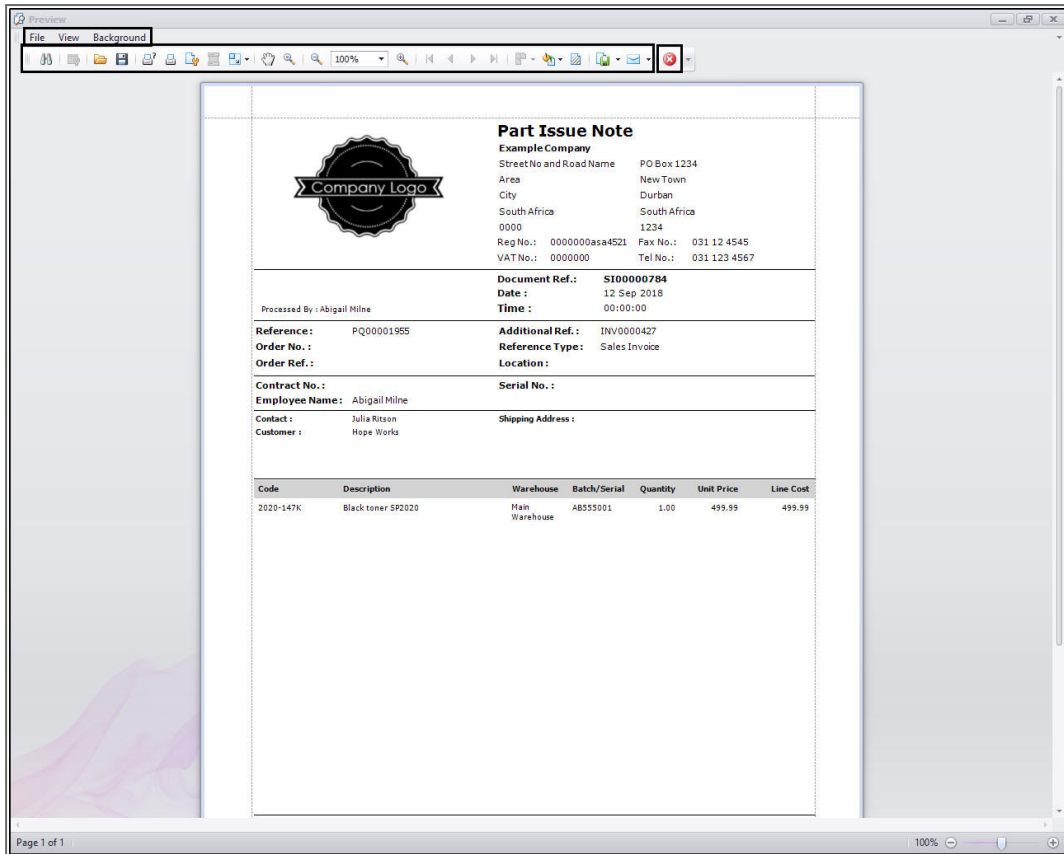 Preview
File View Background
100%
Company Logo
Part Issue Note
Example Company
Street No and Road Name PO Box 1234
Area New Town
City Durban
South Africa South Africa
0000 1234
Reg No.: 0000000asa4521 Fax No.: 031 12 4545
VAT No.: 0000000 Tel No.: 031 123 4567
Document Ref.: SI00000784
Date : 12 Sep 2018
Processed By : Abigail Milne Time : 00:00:00
Reference : PQ00001955 Additional Ref. : INV0000427
Order No. : Reference Type : Sales Invoice
Order Ref. : Location :
Contract No. : Serial No. :
Employee Name : Abigail Milne
Contact : Julia Ritson Shipping Address :
Customer : Hope Works
Code Description Warehouse Batch/Serial Quantity Unit Price Line Cost
2020-147K Black toner SP2020 Main Warehouse AB555001 1.00 499.99 499.99
Page 1 of 1 100%